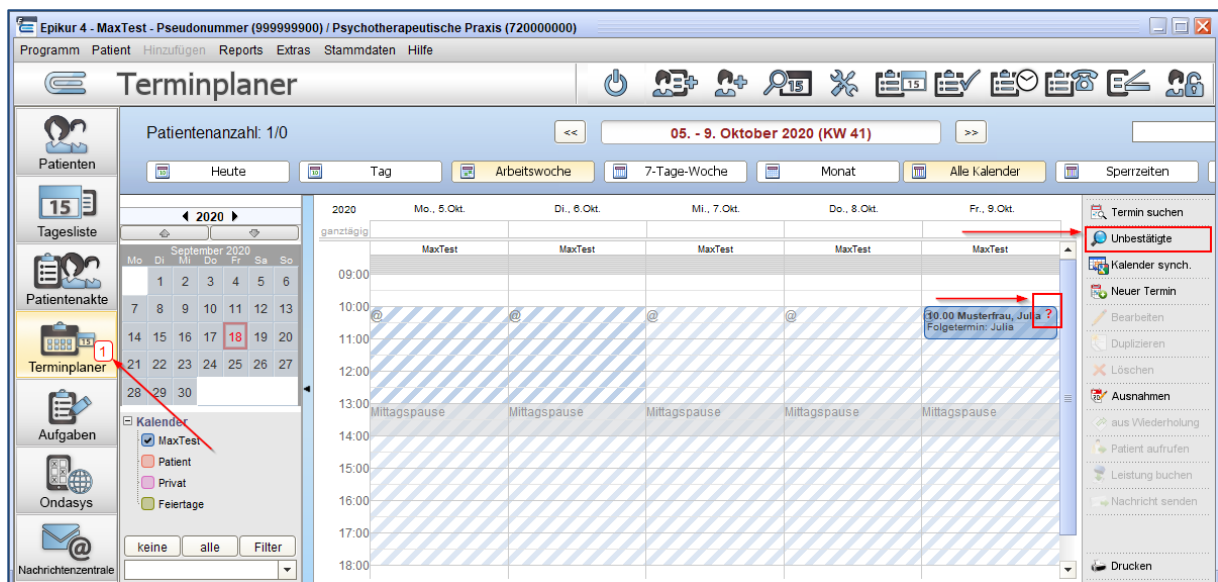 Epikur 4 - MaxTest - Pseudonummer (999999900) / Psychotherapeutische Praxis (720000000)
Programm Patient Hinzufügen Reports Extras Stammdaten Hilfe
Terminplaner
15
15
Patienten
15
Tagesliste
Patientenakte
15
1
Terminplaner
Aufgaben
Ondasys
@
Nachrichtenzentrale
Patientenanzahl: 1/0
<<
05. - 9. Oktober 2020 (KW 41)
>>
Heute
Tag
Arbeitswoche
7-Tage-Woche
Monat
Alle Kalender
Sperrzeiten
2020
September 2020
Mo Di Mi Do Fr Sa So
1 2 3 4 5 6
7 8 9 10 11 12 13
14 15 16 17 18 19 20
21 22 23 24 25 26 27
28 29 30
Kalender
MaxTest
Patient
Privat
Feiertage
keine alle Filter
2020 Mo., 5.Okt. Di., 6.Okt. Mi., 7.Okt. Do., 8.Okt. Fr., 9.Okt.
ganztägig
MaxTest MaxTest MaxTest MaxTest MaxTest
09:00
10:00
@ @ @ @
10.00 Musterfrau, Julia ?
Folgetermin: Julia
11:00
12:00
13:00
Mittagspause Mittagspause Mittagspause Mittagspause Mittagspause
14:00
15:00
16:00
17:00
18:00
Termin suchen
Unbestätigte
Kalender synch.
Neuer Termin
Bearbeiten
Duplizieren
Löschen
Ausnahmen
aus Wiederholung
Patient aufrufen
Leistung buchen
Nachricht senden
Drucken